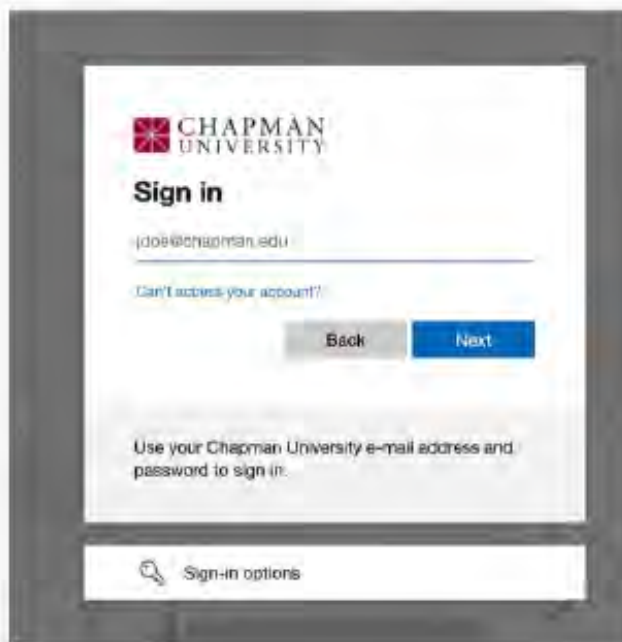 CHAPMAN
UNIVERSITY
Sign in
jdoe@chapman.edu
Can't access your account?
Back Next
Use your Chapman University e-mail address and
password to sign in.
Sign-in options